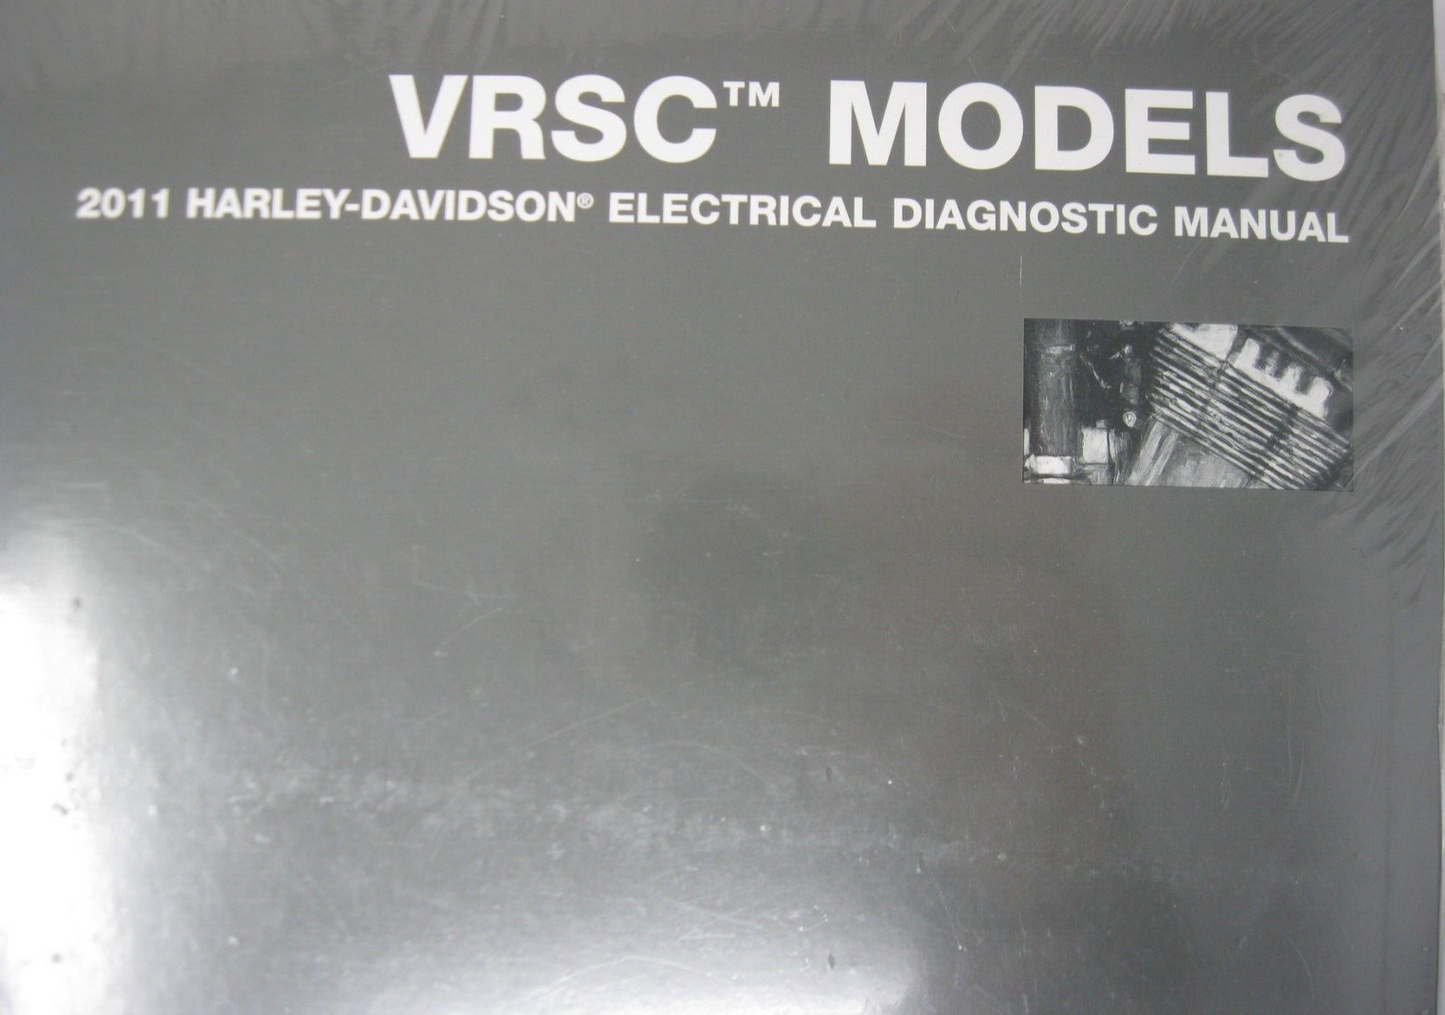 VRSC™ MODELS
2011 HARLEY-DAVIDSON® ELECTRICAL DIAGNOSTIC MANUAL